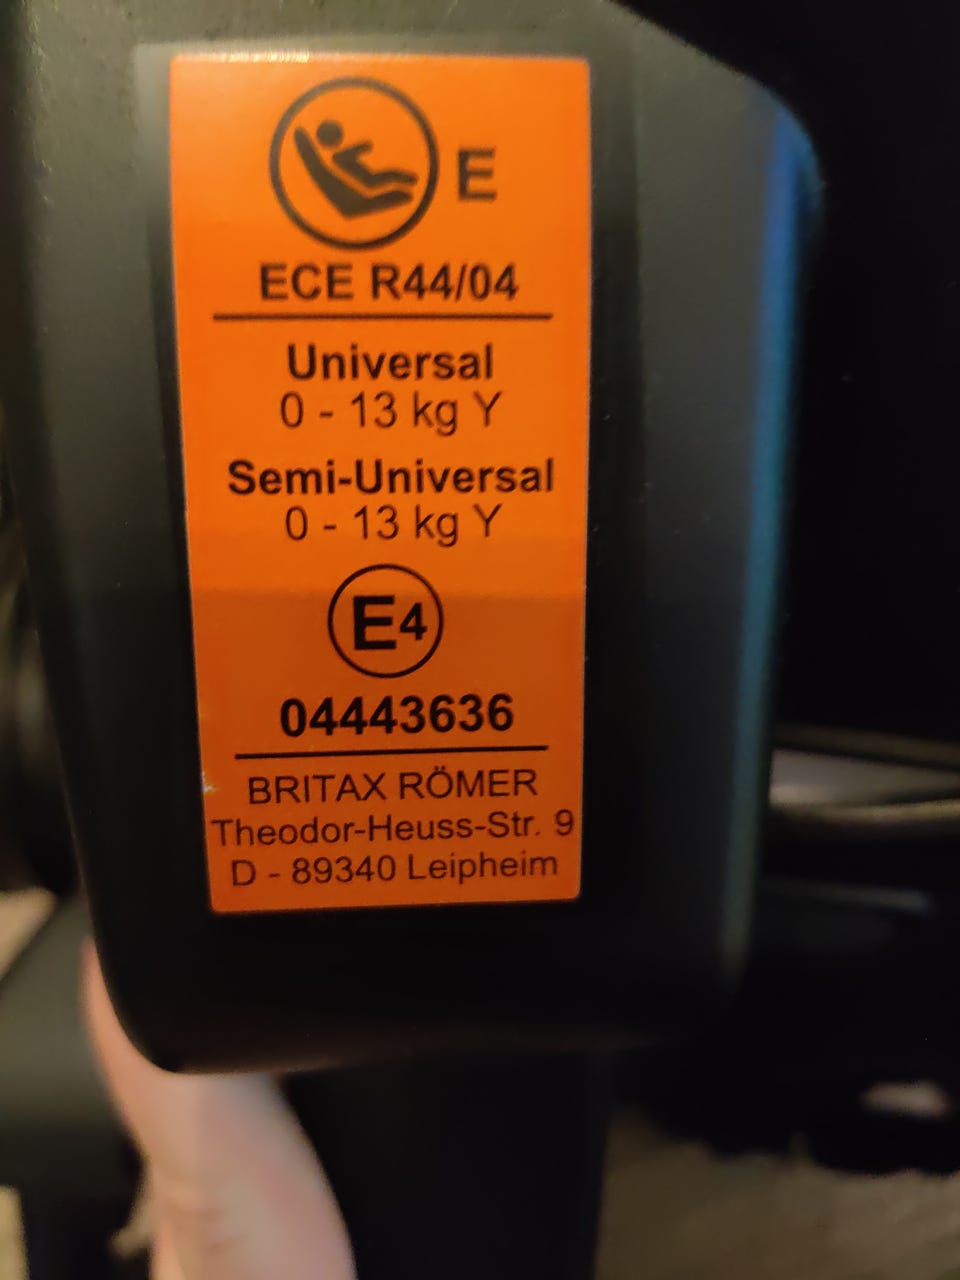 E
ECE R44/04
Universal
0 - 13 kg Y
Semi-Universal
0 - 13 kg Y
E4
04443636
BRITAX RÖMER
Theodor-Heuss-Str. 9
D - 89340 Leipheim